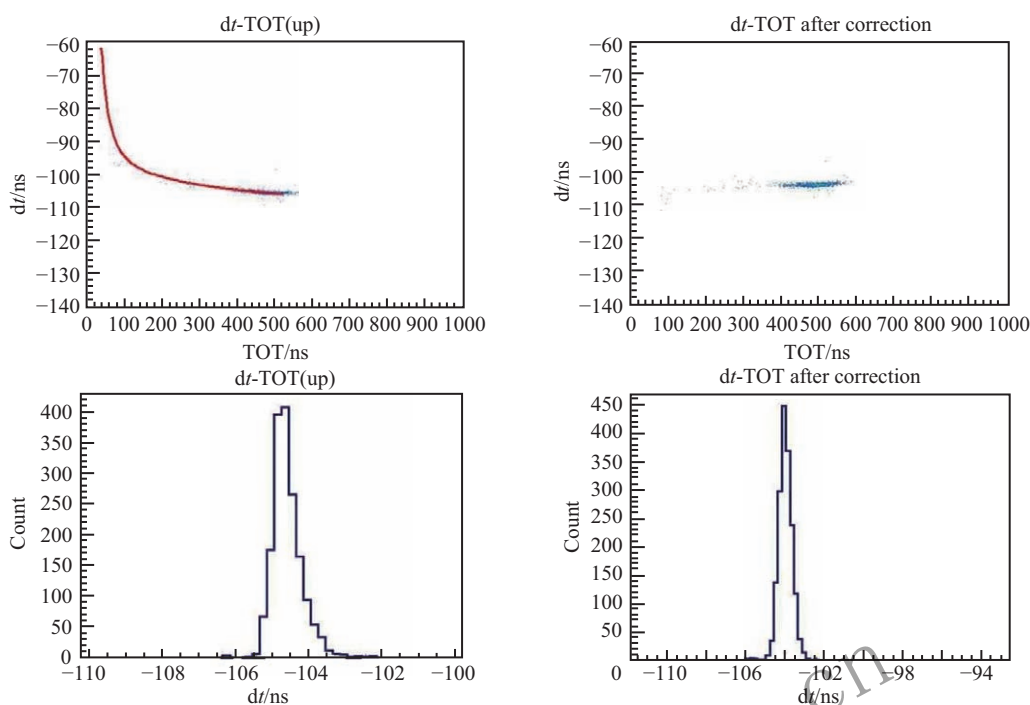 dt-TOT(up)
−60
−70
−80
−90
−100
−110
−120
−130
−140
dt/ns
0 100 200 300 400 500 600 700 800 900 1000
TOT/ns
dt-TOT after correction
−60
−70
−80
−90
−100
−110
−120
−130
−140
dt/ns
0 100 200 300 400500 600 700 800 900 1000
TOT/ns
dt-TOT(up)
400
350
300
250
200
150
100
50
0
Count
−110 −108 −106 −104 −102 −100
dt/ns
dt-TOT after correction
450
400
350
300
250
200
150
100
50
0
Count
−110 −106 −102 −98 −94
dt/ns
cn